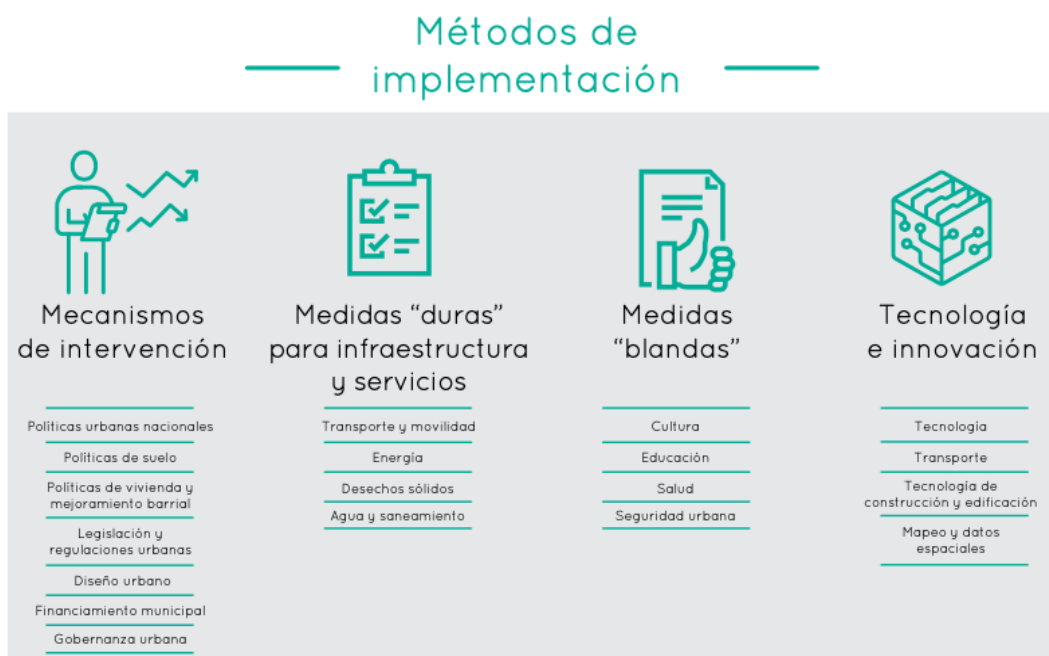 Métodos de
implementación
Mecanismos
de intervención
Políticas urbanas nacionales
Políticas de suelo
Políticas de vivienda y
mejoramiento barrial
Legislación y
regulaciones urbanas
Diseño urbano
Financiamiento municipal
Gobernanza urbana
Medidas “duras”
para infraestructura
y servicios
Transporte y movilidad
Energía
Desechos sólidos
Agua y saneamiento
Medidas
“blandas”
Cultura
Educación
Salud
Seguridad urbana
Tecnología
e innovación
Tecnología
Transporte
Tecnología de
construcción y edificación
Mapeo y datos
espaciales